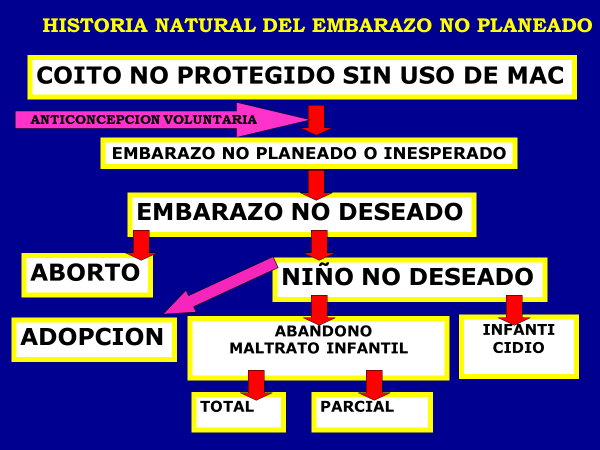 HISTORIA NATURAL DEL EMBARAZO NO PLANEADO
COITO NO PROTEGIDO SIN USO DE MAC
ANTICONCEPCION VOLUNTARIA
EMBARAZO NO PLANEADO O INESPERADO
EMBARAZO NO DESEADO
ABORTO
NIÑO NO DESEADO
ADOPCION
ABANDONO
MALTRATO INFANTIL
INFANTI
CIDIO
TOTAL
PARCIAL